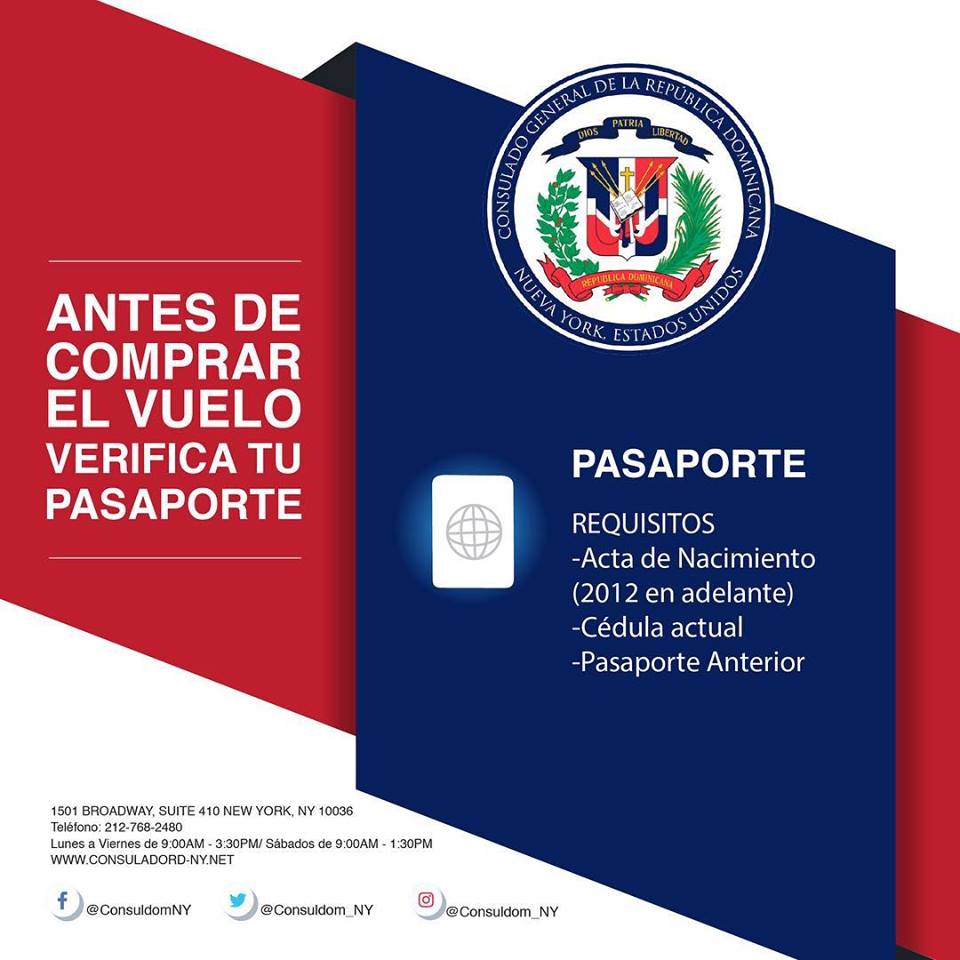 CONSULADO GENERAL DE LA REPÚBLICA DOMINICANA
DIOS PATRIA LIBERTAD
REPÚBLICA DOMINICANA
NUEVA YORK, ESTADOS UNIDOS
ANTES DE
COMPRAR
EL VUELO
VERIFICA TU
PASAPORTE
PASAPORTE
REQUISITOS
-Acta de Nacimiento
(2012 en adelante)
-Cédula actual
-Pasaporte Anterior
1501 BROADWAY, SUITE 410 NEW YORK, NY 10036
Teléfono: 212-768-2480
Lunes a Viernes de 9:00AM - 3:30PM/ Sábados de 9:00AM - 1:30PM
WWW.CONSULADORD-NY.NET
@ConsuldomNY
@Consuldom_NY
@Consuldom_NY